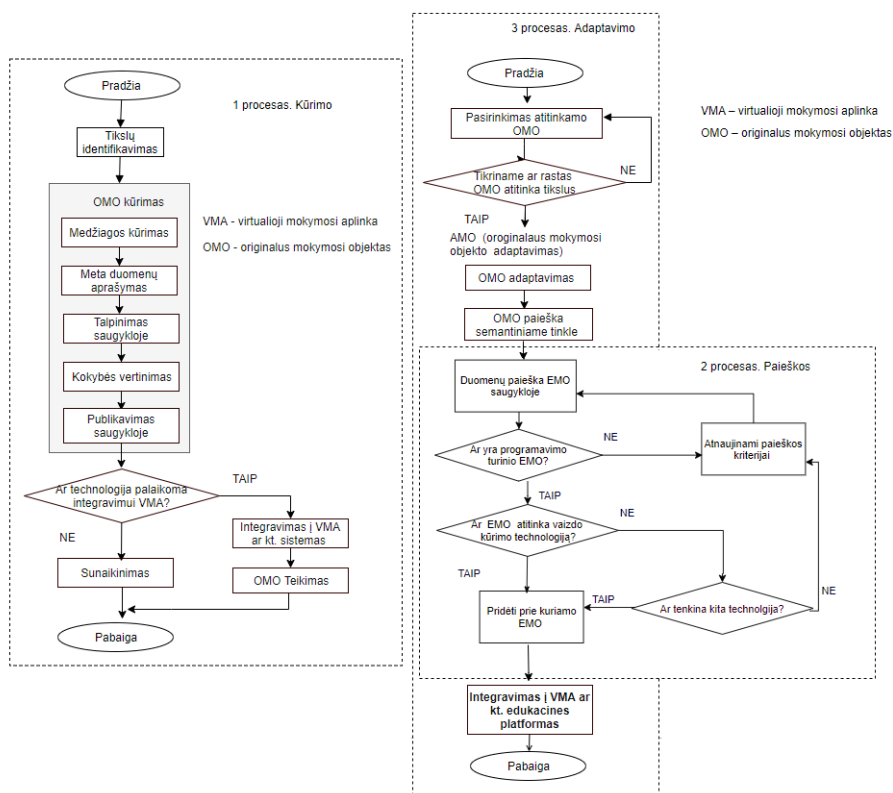 Pradžia
1 procesas. Kūrimo
Tikslų
identifikavimas
OMO kūrimas
Medžiagos kūrimas
Meta duomenų
aprašymas
Talpinimas
saugykloje
Kokybės vertinimas
Publikavimas
saugykloje
VMA - virtualioji mokymosi aplinka
OMO - originalus mokymosi objektas
Ar technologija palaikoma
integravimui VMA?
TAIP
NE
Integravimas į VMA
ar kt. sistemas
Sunaikinimas
OMO Teikimas
Pabaiga
3 procesas. Adaptavimo
Pradžia
Pasirinkimas atitinkamo
OMO
Tikriname ar rastas
OMO atitinka tikslus
NE
TAIP
AMO (oroginalaus mokymosi
objekto adaptavimas)
OMO adaptavimas
OMO paieška
semantiniame tinkle
VMA – virtualioji mokymosi aplinka
OMO – originalus mokymosi objektas
2 procesas. Paieškos
Duomenų paieška EMO
saugykloje
Ar yra programavimo
turinio EMO?
NE
Atnaujinami paieškos
kriterijai
TAIP
Ar EMO atitinka vaizdo
kūrimo technologiją?
NE
TAIP
NE
Ar tenkina kita technolgija?
TAIP
Pridėti prie kuriamo
EMO
Integravimas į VMA ar
kt. edukacines
platformas
Pabaiga